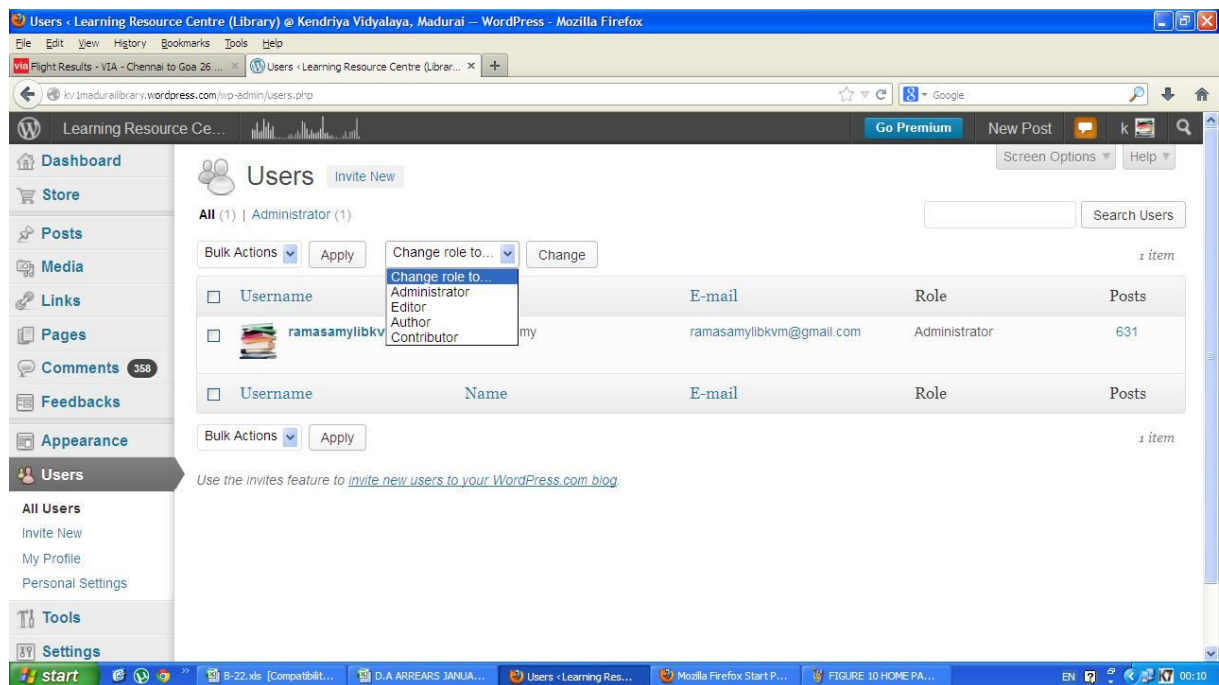 Users ‹ Learning Resource Centre (Library) @ Kendriya Vidyalaya, Madurai — WordPress - Mozilla Firefox
File Edit View History Bookmarks Tools Help
via Flight Results - VIA - Chennai to Goa 26 ... × Users ‹ Learning Resource Centre (Librar... × +
kv1madurailibrary.wordpress.com/wp-admin/users.php Google
Learning Resource Ce... Go Premium New Post k
Screen Options Help
Dashboard
Store
Posts
Media
Links
Pages
Comments 358
Feedbacks
Appearance
Users
All Users
Invite New
My Profile
Personal Settings
Tools
Settings
Users Invite New
All (1) | Administrator (1)
Search Users
Bulk Actions Apply Change role to... Change 1 item
Change role to...
Administrator
Editor
Author
Contributor
Username E-mail Role Posts
ramasamylibkv my ramasamylibkvm@gmail.com Administrator 631
Username Name E-mail Role Posts
Bulk Actions Apply 1 item
Use the invites feature to invite new users to your WordPress.com blog.
start B-22.xls [Compatibilit... D.A ARREARS JANUA... Users ‹ Learning Res... Mozilla Firefox Start P... FIGURE 10 HOME PA... EN 00:10